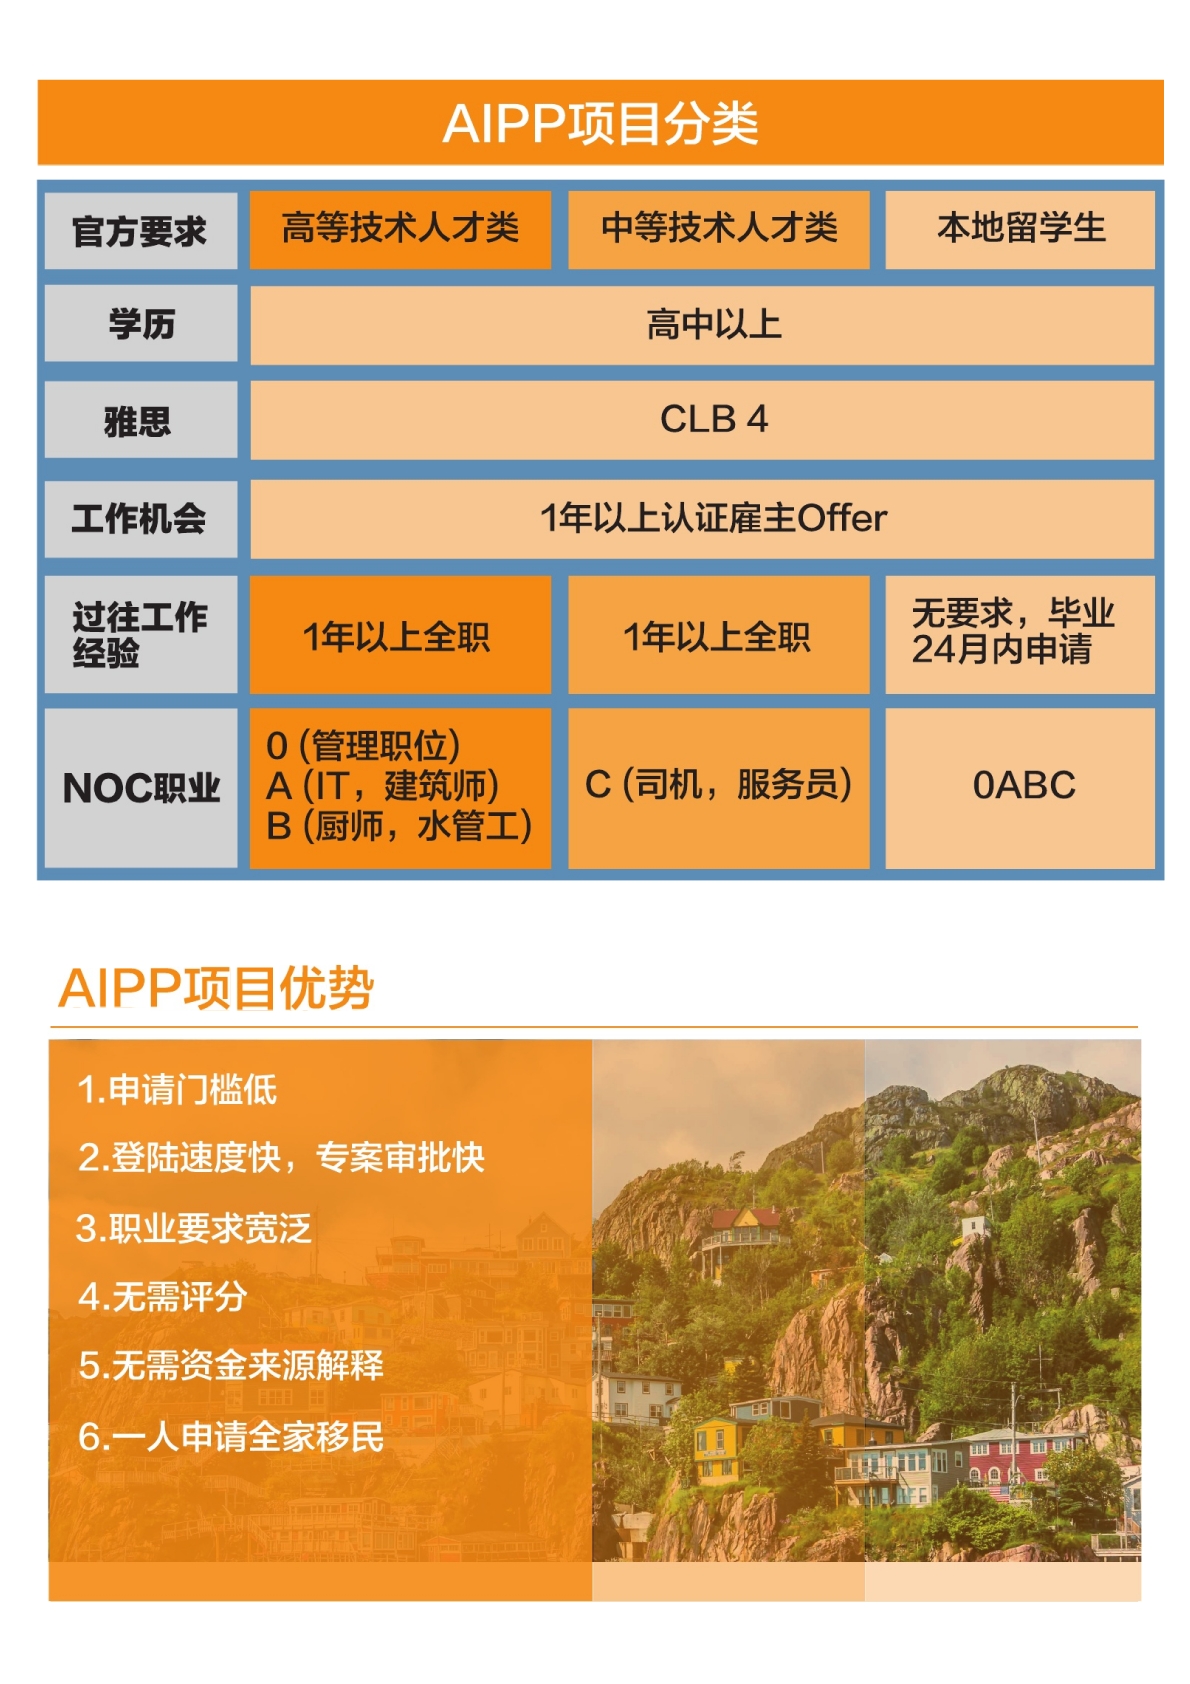 AIPP项目分类
官方要求 高等技术人才类 中等技术人才类 本地留学生
学历 高中以上
雅思 CLB 4
工作机会 1年以上认证雇主Offer
过往工作
经验
1年以上全职
1年以上全职
无要求，毕业
24月内申请
NOC职业
0 (管理职位)
A (IT，建筑师)
B (厨师，水管工)
C (司机，服务员)
0ABC
AIPP项目优势
1.申请门槛低
2.登陆速度快，专案审批快
3.职业要求宽泛
4.无需评分
5.无需资金来源解释
6.一人申请全家移民